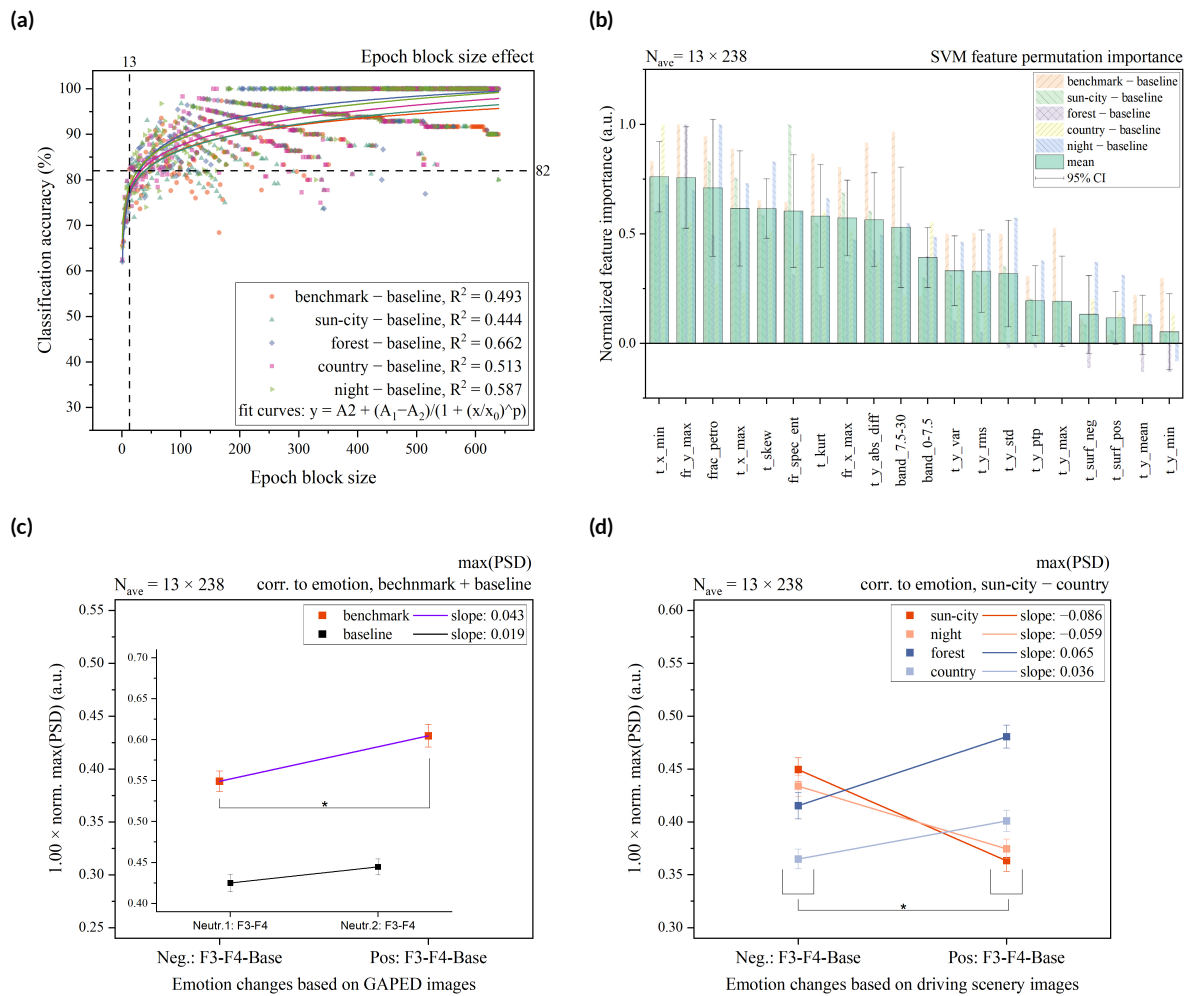 (a)
13
Epoch block size effect
100
90
80
70
60
50
40
30
82
Classification accuracy (%)
benchmark − baseline, R² = 0.493
sun-city − baseline, R² = 0.444
forest − baseline, R² = 0.662
country − baseline, R² = 0.513
night − baseline, R² = 0.587
fit curves: y = A2 + (A₁−A₂)/(1 + (x/x₀)^p)
0 100 200 300 400 500 600
Epoch block size
(b)
Nₐᵥₑ = 13 × 238
SVM feature permutation importance
benchmark − baseline
sun-city − baseline
forest − baseline
country − baseline
night − baseline
mean
95% CI
1.0
0.5
0.0
Normalized feature importance (a.u.)
t_x_min
fr_y_max
frac_petro
t_x_max
t_skew
fr_spec_ent
t_kurt
fr_x_max
t_y_abs_diff
band_7.5-30
band_0-7.5
t_y_var
t_y_rms
t_y_std
t_y_ptp
t_y_max
t_surf_neg
t_surf_pos
t_y_mean
t_y_min
(c)
max(PSD)
Nₐᵥₑ = 13 × 238
corr. to emotion, bechnmark + baseline
benchmark slope: 0.043
baseline slope: 0.019
0.55
0.50
0.45
0.40
0.35
0.30
0.25
1.00 × norm. max(PSD) (a.u.)
0.70
0.65
0.60
0.55
0.50
0.45
0.40
*
Neutr.1: F3-F4 Neutr.2: F3-F4
Neg.: F3-F4-Base Pos: F3-F4-Base
Emotion changes based on GAPED images
(d)
max(PSD)
Nₐᵥₑ = 13 × 238
corr. to emotion, sun-city − country
sun-city slope: −0.086
night slope: −0.059
forest slope: 0.065
country slope: 0.036
0.60
0.55
0.50
0.45
0.40
0.35
0.30
1.00 × norm. max(PSD) (a.u.)
*
Neg.: F3-F4-Base Pos: F3-F4-Base
Emotion changes based on driving scenery images